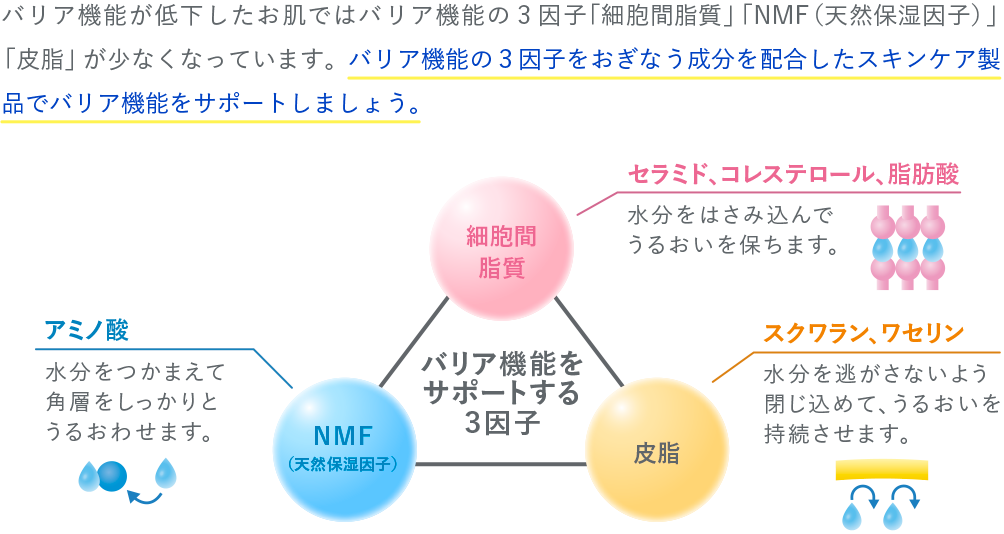 バリア機能が低下したお肌ではバリア機能の3因子「細胞間脂質」「NMF（天然保湿因子）」
「皮脂」が少なくなっています。バリア機能の3因子をおぎなう成分を配合したスキンケア製
品でバリア機能をサポートしましょう。
セラミド、コレステロール、脂肪酸
水分をはさみ込んで
うるおいを保ちます。
細胞間
脂質
アミノ酸
水分をつかまえて
角層をしっかりと
うるおわせます。
バリア機能を
サポートする
3因子
スクワラン、ワセリン
水分を逃がさないよう
閉じ込めて、うるおいを
持続させます。
NMF
（天然保湿因子）
皮脂